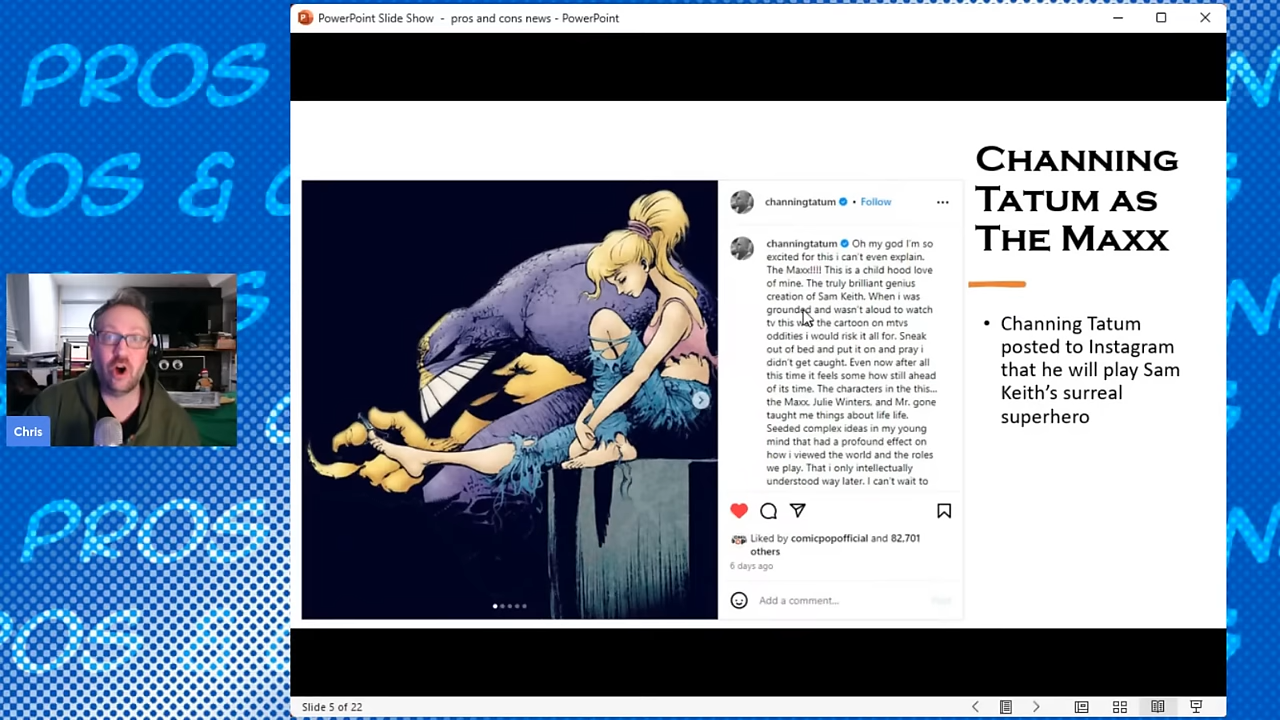 PowerPoint Slide Show - pros and cons news - PowerPoint
PROS
OS & C
PROS
PROS
Chris
channingtatum • Follow
channingtatum Oh my god I'm so
excited for this i can't even explain.
The Maxx!!!! This is a child hood love
of mine. The truly brilliant genius
creation of Sam Keith. When i was
grounded and wasn't aloud to watch
tv this was the cartoon on mtvs
oddities i would risk it all for. Sneak
out of bed and put it on and pray i
didn't get caught. Even now after all
this time it feels some how still ahead
of its time. The characters in the this...
the Maxx, Julie Winters, and Mr. gone
taught me things about life life.
Seeded complex ideas in my young
mind that had a profound effect on
how i viewed the world and the roles
we play. That i only intellectually
understood way later. I can't wait to
Liked by comicpopofficial and 82,701
others
6 days ago
Add a comment...
Channing
Tatum as
The Maxx
• Channing Tatum
posted to Instagram
that he will play Sam
Keith's surreal
superhero
Slide 5 of 22